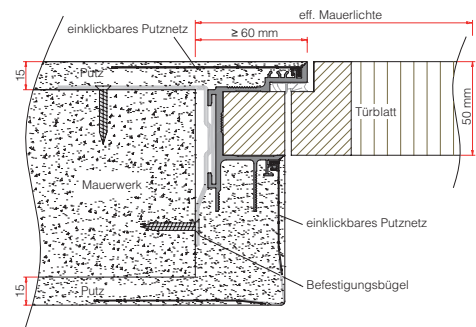 eff. Mauerlichte
einklickbares Putznetz
≥ 60 mm
15
Putz
Türblatt
50 mm
Mauerwerk
einklickbares Putznetz
Befestigungsbügel
15
Putz